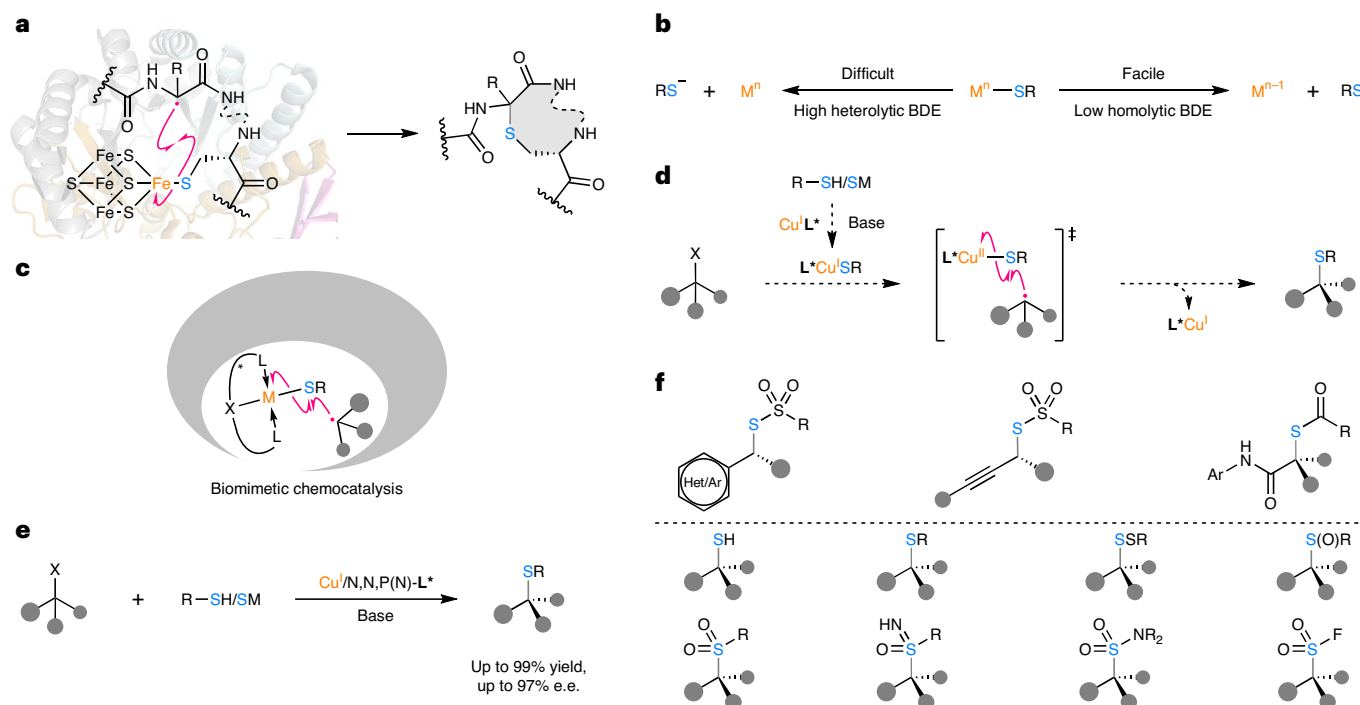 a
O
H
N
R
O
NH
O
NH
Fe
S
S
Fe
S
Fe
S
Fe
S
O
R
O
NH
HN
S
NH
O
O
b
RS⁻ + Mⁿ
Difficult
High heterolytic BDE
Mⁿ—SR
Facile
Low homolytic BDE
Mⁿ⁻¹ + RS
c
L
*
X
M
SR
L
Biomimetic chemocatalysis
d
R—SH/SM
CuᴵL*
Base
L*CuᴵSR
X
L*Cuᴵᴵ—SR
‡
L*Cuᴵ
SR
e
X
+
R—SH/SM
Cuᴵ/N,N,P(N)-L*
Base
SR
Up to 99% yield,
up to 97% e.e.
f
O O
S
S
R
Het/Ar
O O
S
S
R
O
S
R
H
N
Ar
O
SH
SR
SSR
S(O)R
O
O=S
R
HN
O=S
R
O
O=S
NR₂
O
O=S
F